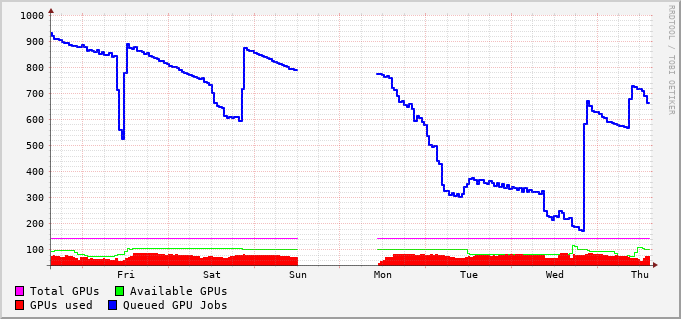 1000
900
800
700
600
500
400
300
200
100
Fri Sat Sun Mon Tue Wed Thu
Total GPUs Available GPUs
GPUs used Queued GPU Jobs
RRDTOOL / TOBI OETIKER